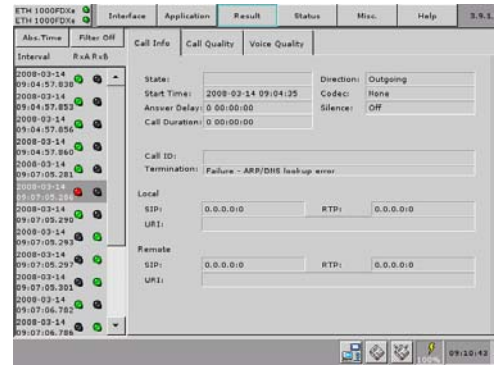 ETH 1000FDXe
ETH 1000FDXe
Interface Application Result Status Misc. Help 3.9.1
Abs.Time Filter Off
Interval RxA RxB
Call Info Call Quality Voice Quality
2008-03-14
09:04:57.830
2008-03-14
09:04:57.853
2008-03-14
09:04:57.856
2008-03-14
09:04:57.860
2008-03-14
09:07:05.281
2008-03-14
09:07:05.286
2008-03-14
09:07:05.290
2008-03-14
09:07:05.293
2008-03-14
09:07:05.297
2008-03-14
09:07:05.301
2008-03-14
09:07:06.782
2008-03-14
09:07:06.786
State: Direction: Outgoing
Start Time: 2008-03-14 09:04:35 Codec: None
Answer Delay: 0 00:00:00 Silence: Off
Call Duration: 0 00:00:00
Call ID:
Termination: Failure - ARP/DNS lookup error
Local
SIP: 0.0.0.0:0 RTP: 0.0.0.0:0
URI:
Remote
SIP: 0.0.0.0:0 RTP: 0.0.0.0:0
URI:
100% 09:10:42